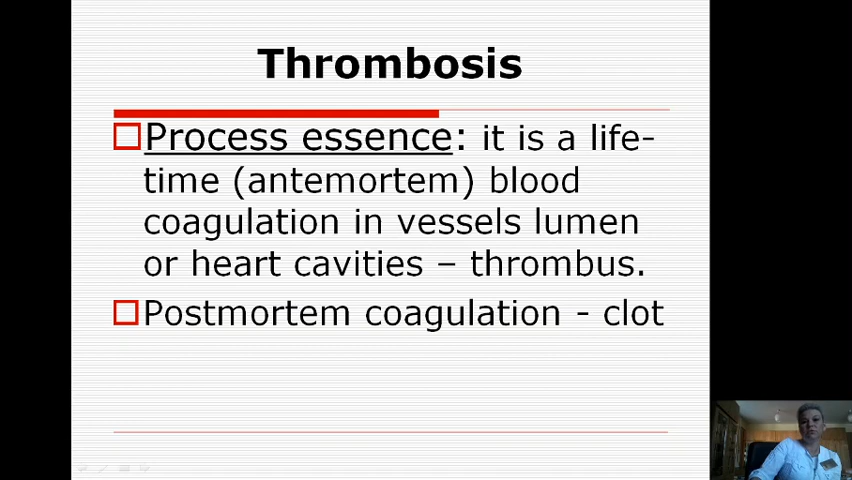 Thrombosis
Process essence: it is a life-
time (antemortem) blood
coagulation in vessels lumen
or heart cavities – thrombus.
Postmortem coagulation - clot